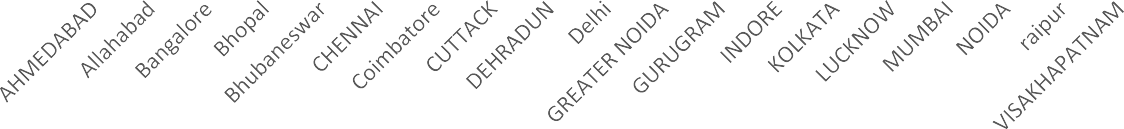 AHMEDABAD
Allahabad
Bangalore
Bhopal
Bhubaneswar
CHENNAI
Coimbatore
CUTTACK
DEHRADUN
Delhi
GREATER NOIDA
GURUGRAM
INDORE
KOLKATA
LUCKNOW
MUMBAI
NOIDA
raipur
VISAKHAPATNAM